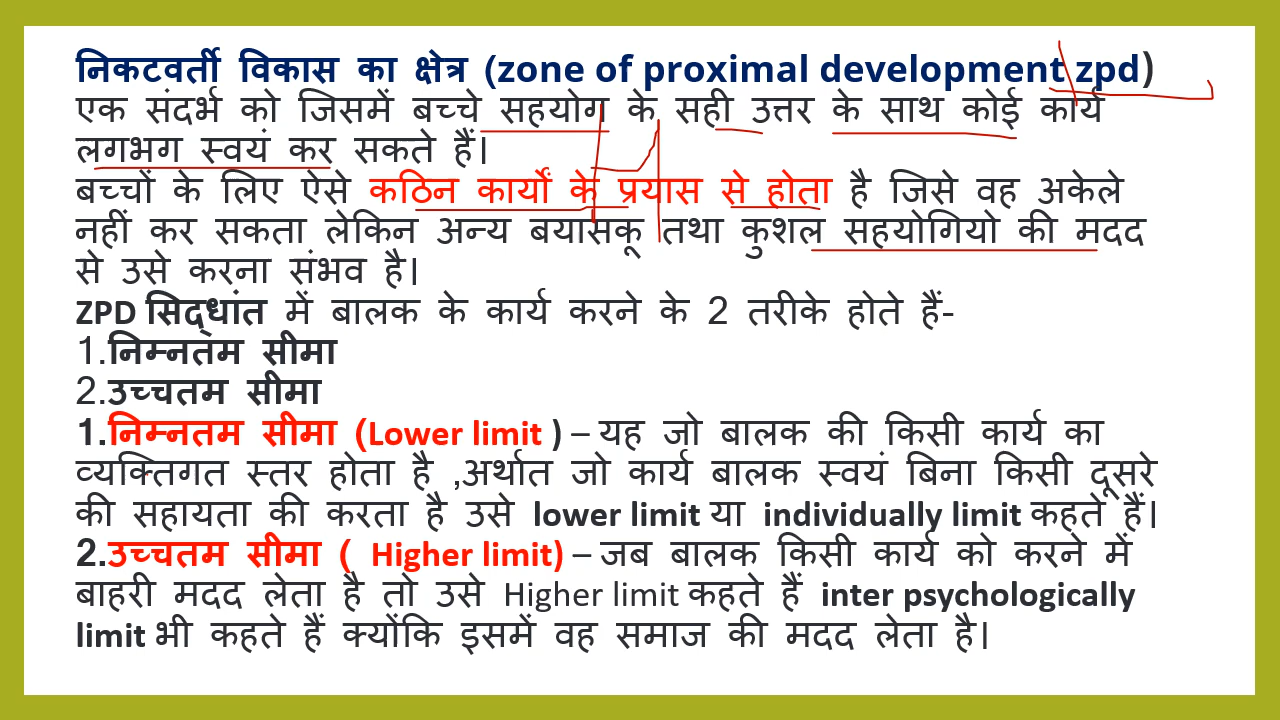 निकटवर्ती विकास का क्षेत्र (zone of proximal development zpd)
एक संदर्भ को जिसमें बच्चे सहयोग के सही उत्तर के साथ कोई कार्य
लगभग स्वयं कर सकते हैं।
बच्चों के लिए ऐसे कठिन कार्यो के प्रयास से होता है जिसे वह अकेले
नहीं कर सकता लेकिन अन्य बयासकू तथा कुशल सहयोगियो की मदद
से उसे करना संभव है।
ZPD सिद्धांत में बालक के कार्य करने के 2 तरीके होते हैं-
1.निम्नतम सीमा
2.उच्चतम सीमा
1.निम्नतम सीमा (Lower limit ) – यह जो बालक की किसी कार्य का
व्यक्तिगत स्तर होता है ,अर्थात जो कार्य बालक स्वयं बिना किसी दूसरे
की सहायता की करता है उसे lower limit या individually limit कहते हैं।
2.उच्चतम सीमा ( Higher limit) – जब बालक किसी कार्य को करने में
बाहरी मदद लेता है तो उसे Higher limit कहते हैं inter psychologically
limit भी कहते हैं क्योंकि इसमें वह समाज की मदद लेता है।